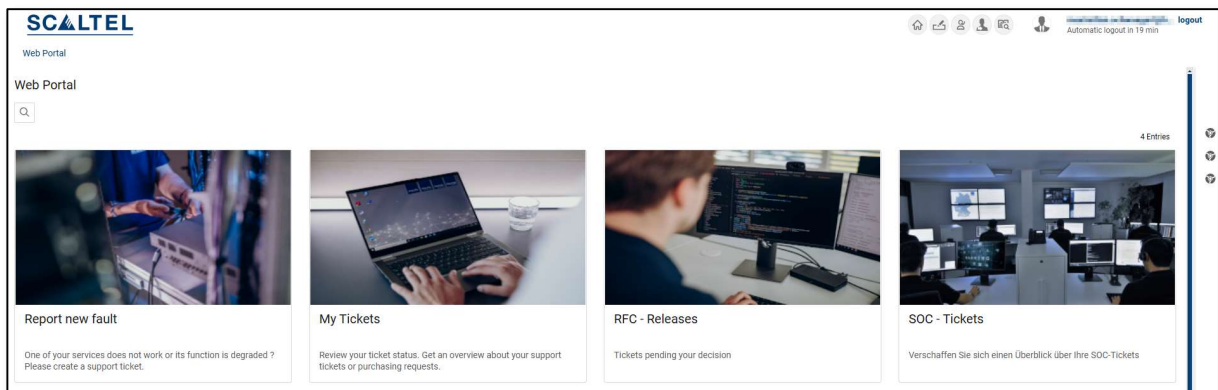 SCALTEL
logout
Automatic logout in 19 min
Web Portal
Web Portal
4 Entries
Report new fault
One of your services does not work or its function is degraded ?
Please create a support ticket.
My Tickets
Review your ticket status. Get an overview about your support
tickets or purchasing requests.
RFC - Releases
Tickets pending your decision
SOC - Tickets
Verschaffen Sie sich einen Überblick über Ihre SOC-Tickets